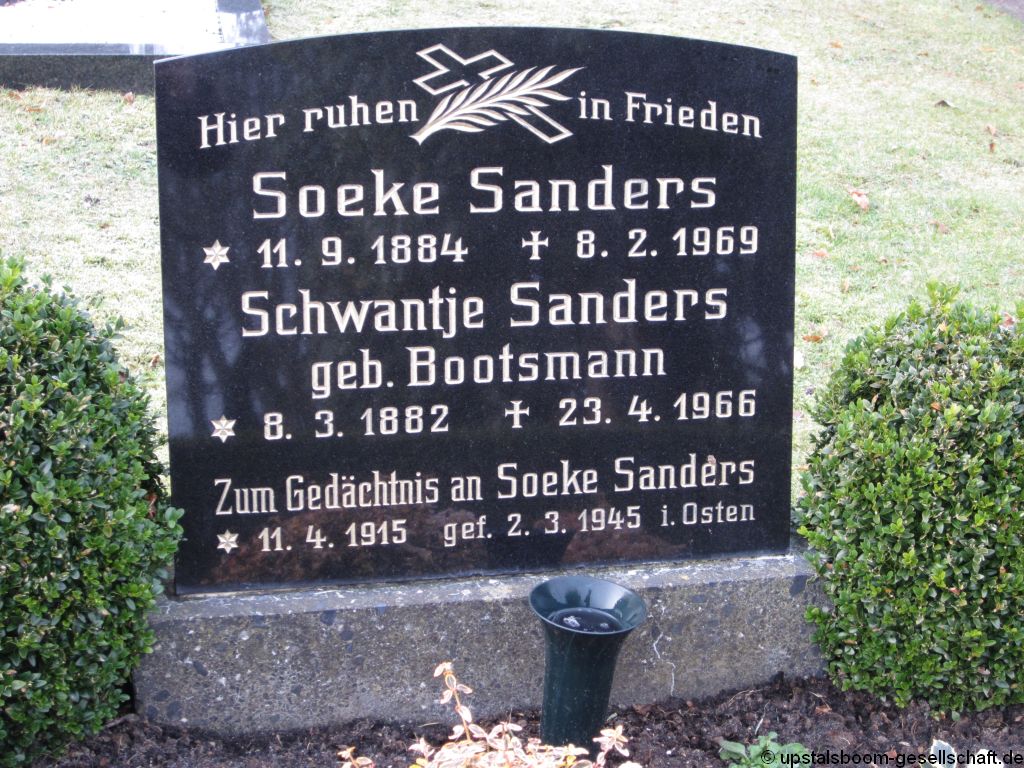 Hier ruhen in Frieden
Soeke Sanders
11. 9. 1884 ✝ 8. 2. 1969
Schwantje Sanders
geb. Bootsmann
8. 3. 1882 ✝ 23. 4. 1966
Zum Gedächtnis an Soeke Sanders
11. 4. 1915 gef. 2. 3. 1945 i. Osten
© upstalsboom-gesellschaft.de